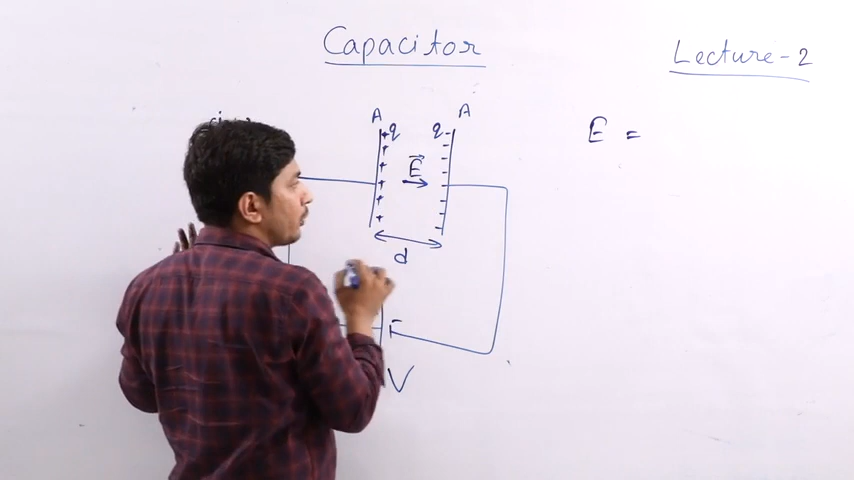 Capacitor
Lecture-2
A A
+q q-
E =
E
d
V